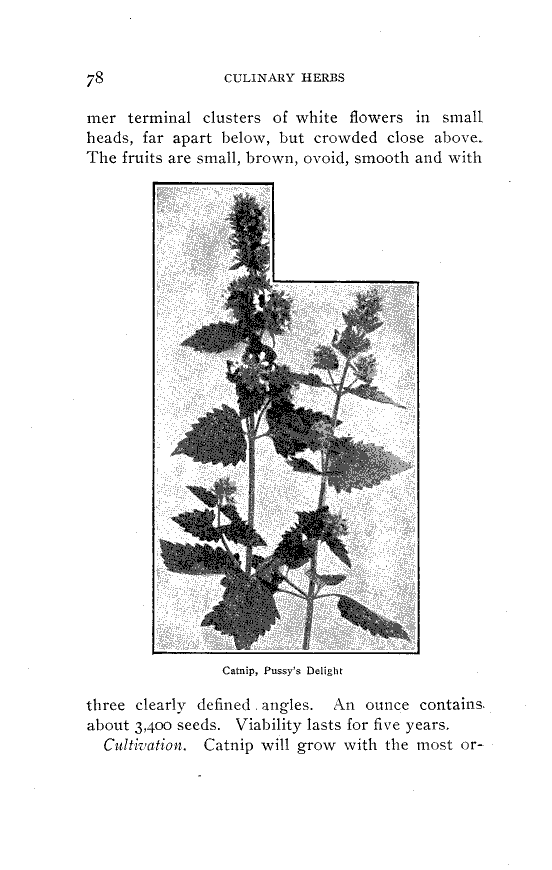 78 CULINARY HERBS
mer terminal clusters of white flowers in small
heads, far apart below, but crowded close above.
The fruits are small, brown, ovoid, smooth and with
Catnip, Pussy's Delight
three clearly defined angles. An ounce contains
about 3,400 seeds. Viability lasts for five years.
Cultivation. Catnip will grow with the most or-